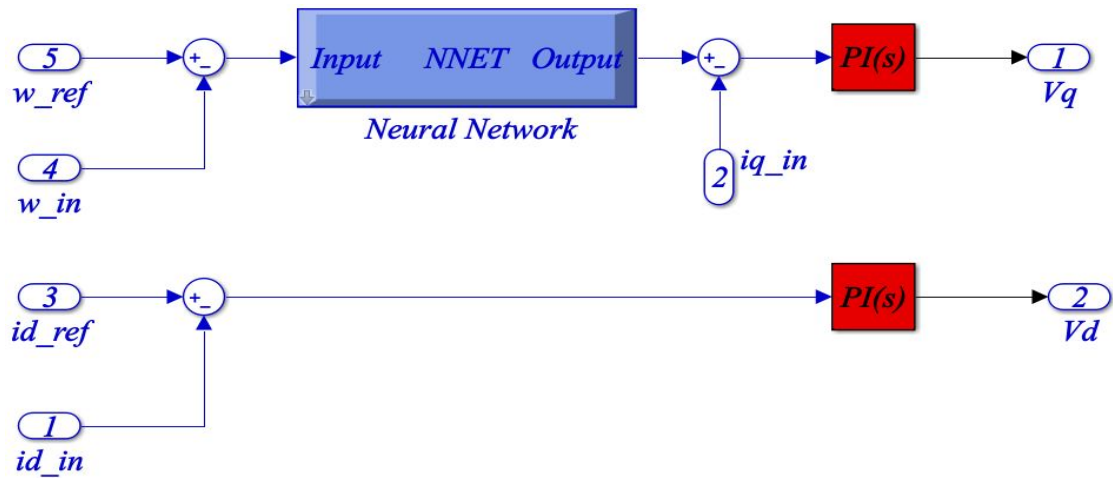 5
w_ref
+
-
Input NNET Output
Neural Network
+
-
PI(s)
1
Vq
4
w_in
2
iq_in
3
id_ref
+
-
PI(s)
2
Vd
1
id_in